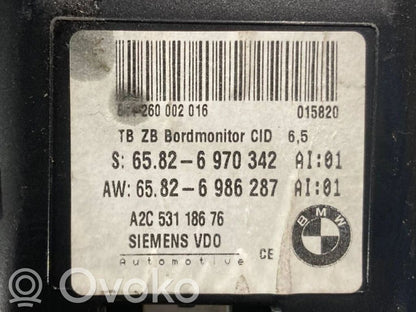 260 002 016 015820
TB ZB Bordmonitor CID 6,5
S: 65.82-6 970 342 AI:01
AW: 65.82-6 986 287 AI:01
A2C 531 186 76
SIEMENS VDO
Automotive CE
BMW
Ovoko